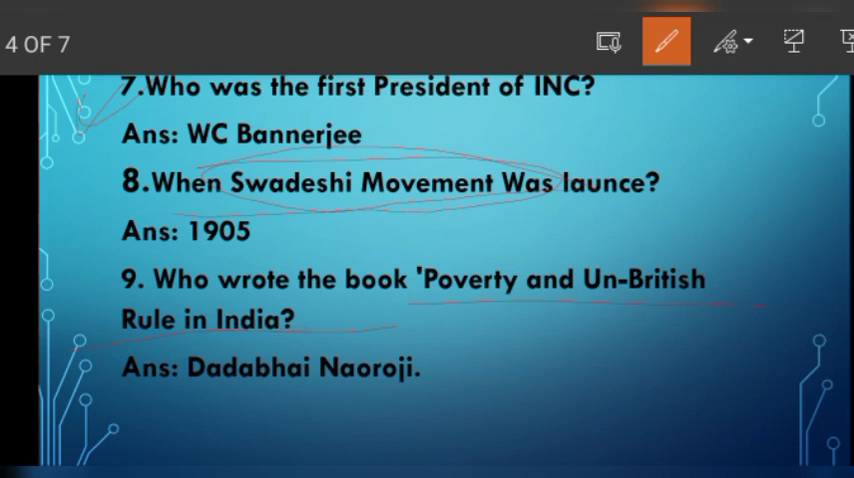 4 OF 7
7.Who was the first President of INC?
Ans: WC Bannerjee
8.When Swadeshi Movement Was launce?
Ans: 1905
9. Who wrote the book 'Poverty and Un-British
Rule in India?
Ans: Dadabhai Naoroji.